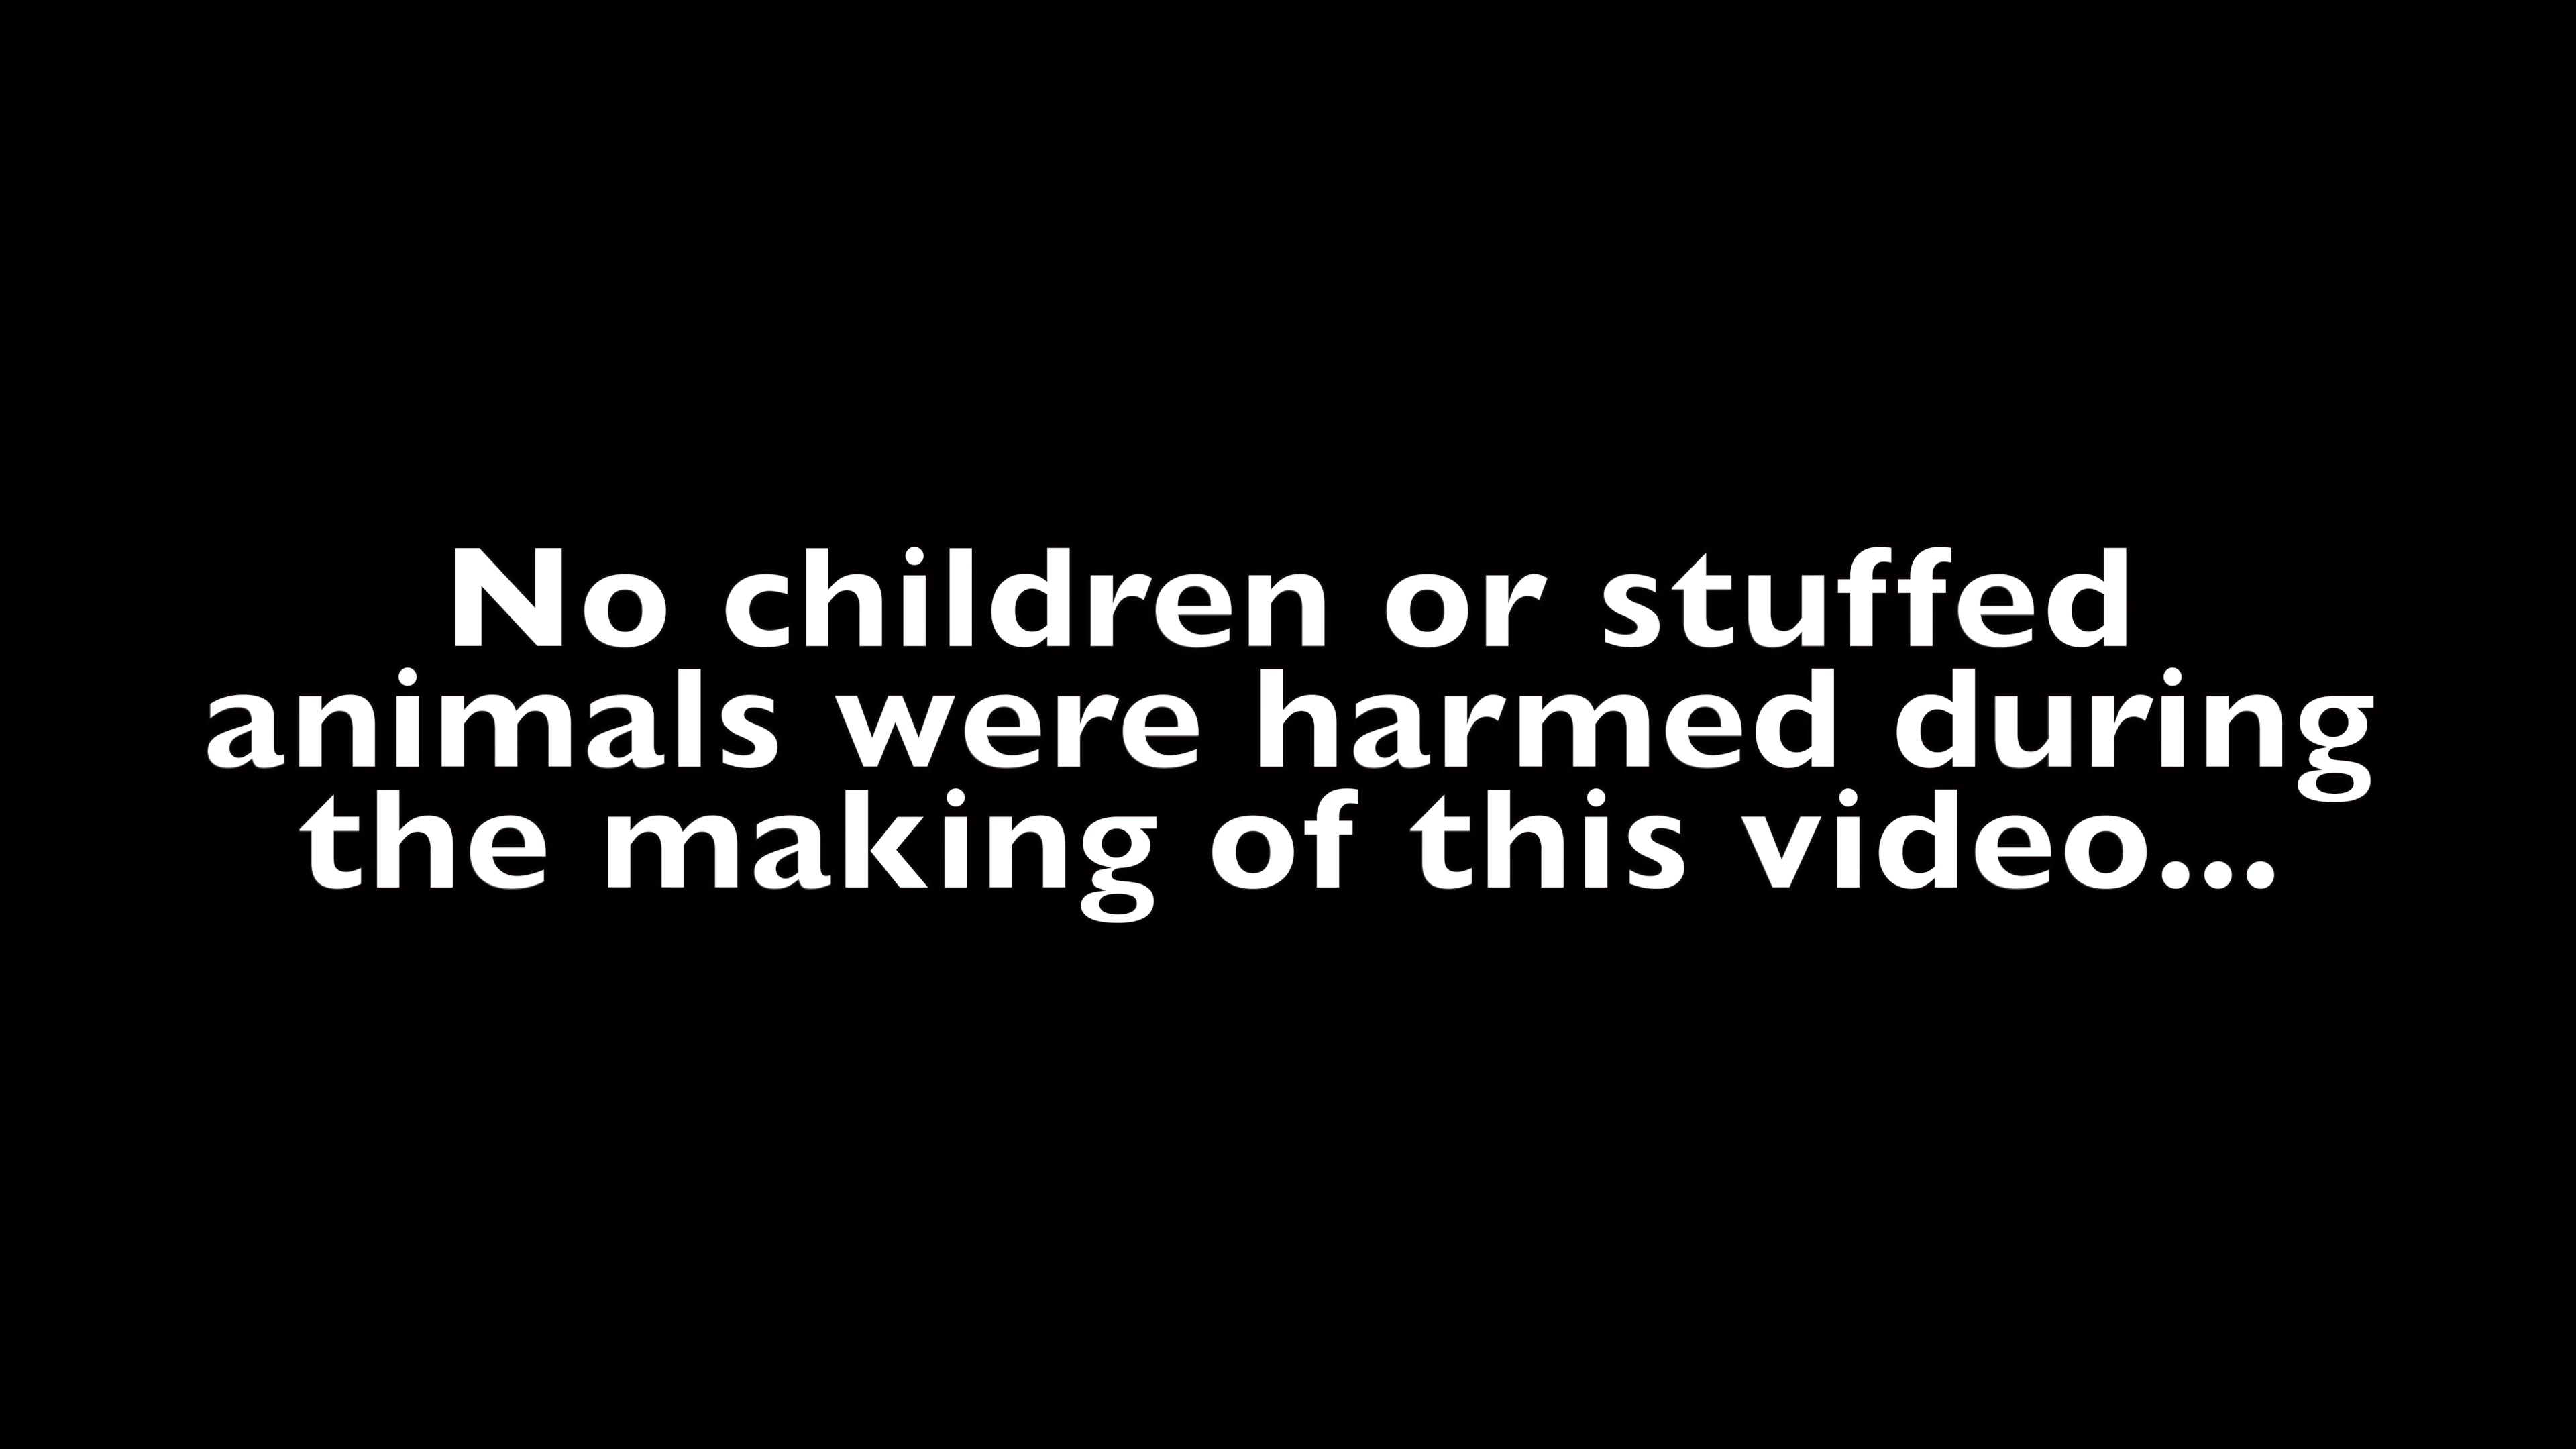 No children or stuffed
animals were harmed during
the making of this video...